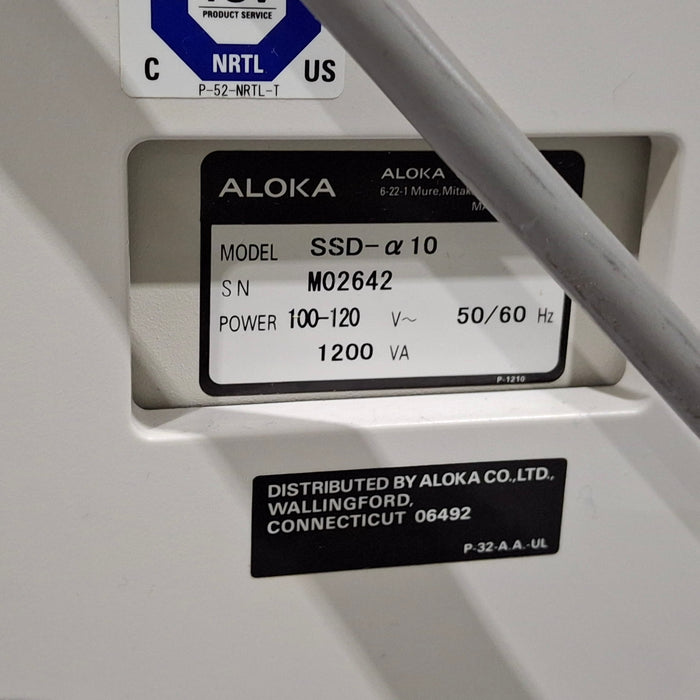 PRODUCT SERVICE
NRTL
C US
P-52-NRTL-T
ALOKA
ALOKA
6-22-1 Mure,
MODEL SSD-α10
SN M02642
POWER 100-120 V~ 50/60 Hz
1200 VA
P-1210
DISTRIBUTED BY ALOKA CO.,LTD.,
WALLINGFORD,
CONNECTICUT 06492
P-32-A.A.-UL